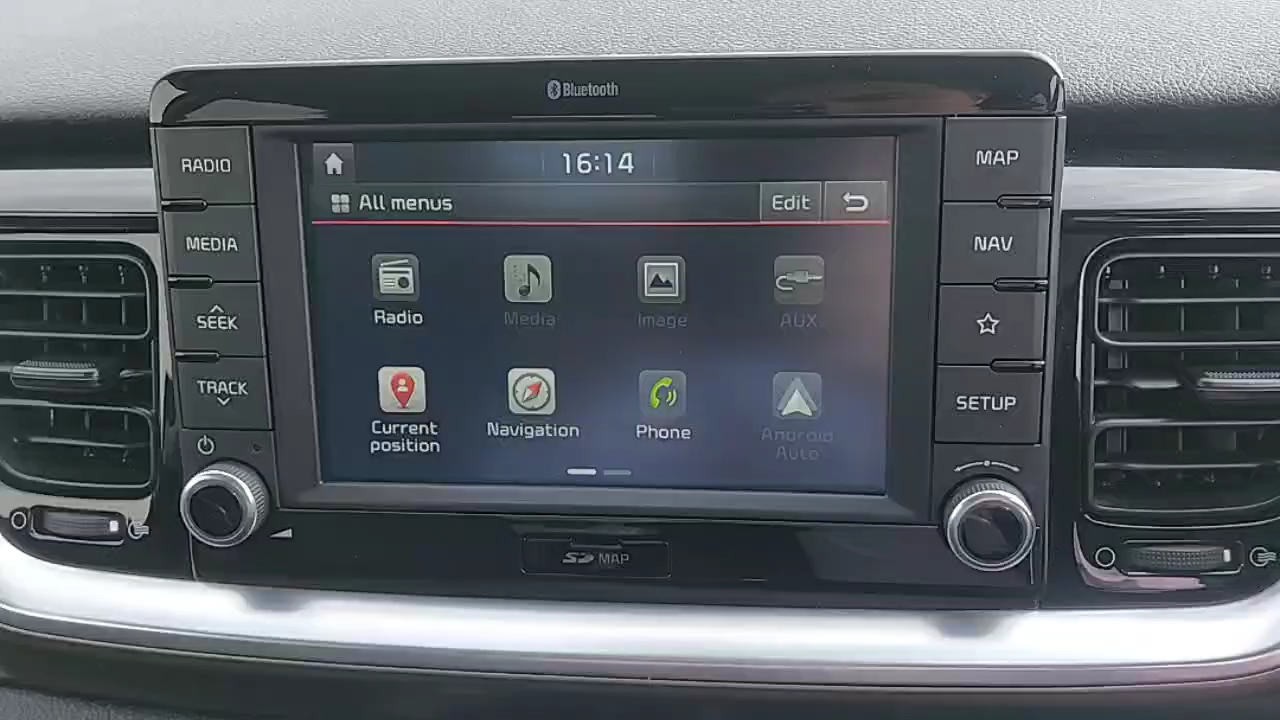 Bluetooth
RADIO
MEDIA
SEEK
TRACK
16:14
All menus
Edit
Radio
Media
Image
AUX
Current
position
Navigation
Phone
Android
Auto
MAP
NAV
SETUP
SD MAP